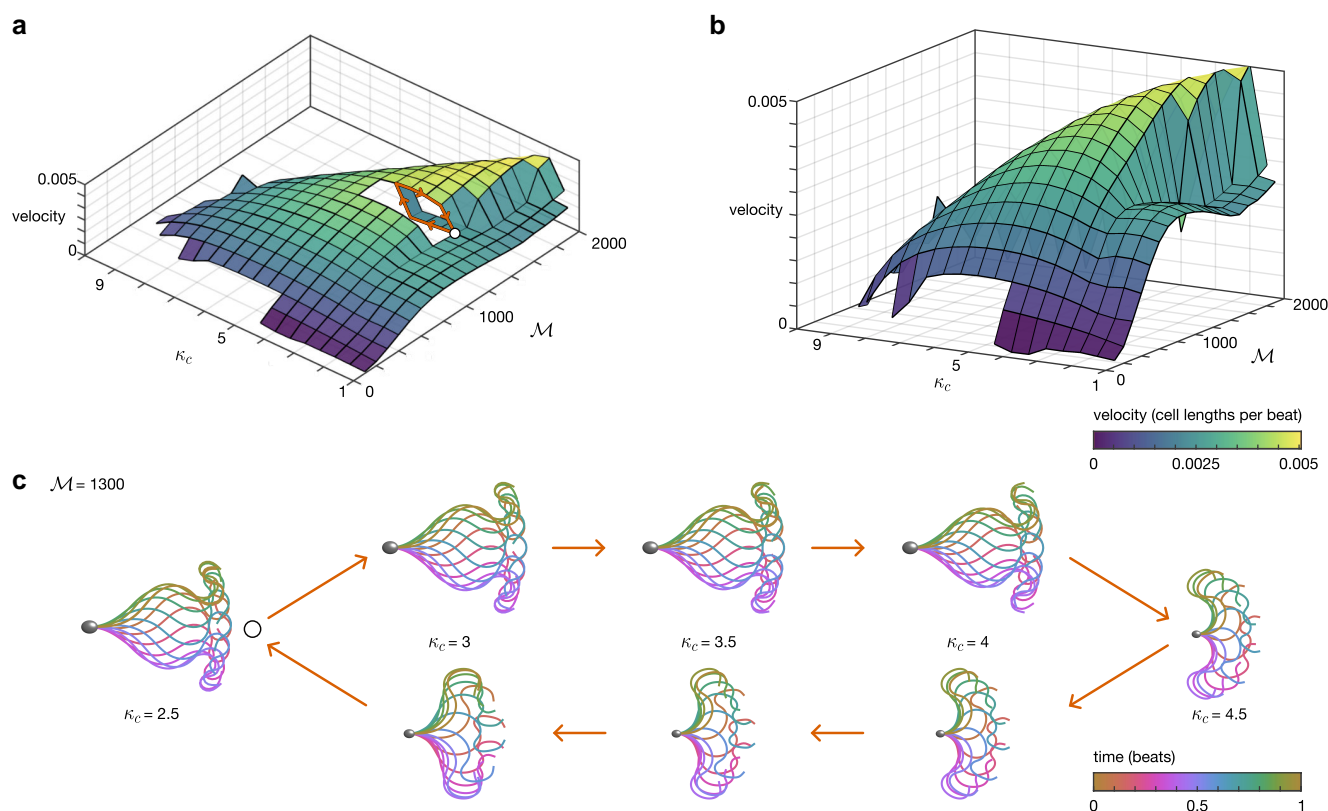 a
0.005
velocity
0
9
5
1
κc
0
1000
2000
ℳ
b
0.005
velocity
0
9
5
1
κc
0
1000
2000
ℳ
velocity (cell lengths per beat)
0 0.0025 0.005
c
ℳ = 1300
κc = 2.5
κc = 3
κc = 3.5
κc = 4
κc = 4.5
time (beats)
0 0.5 1